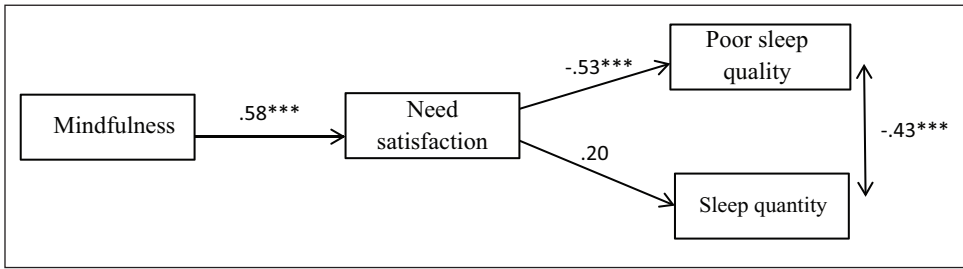 Mindfulness
.58***
Need
satisfaction
-.53***
.20
Poor sleep
quality
Sleep quantity
-.43***